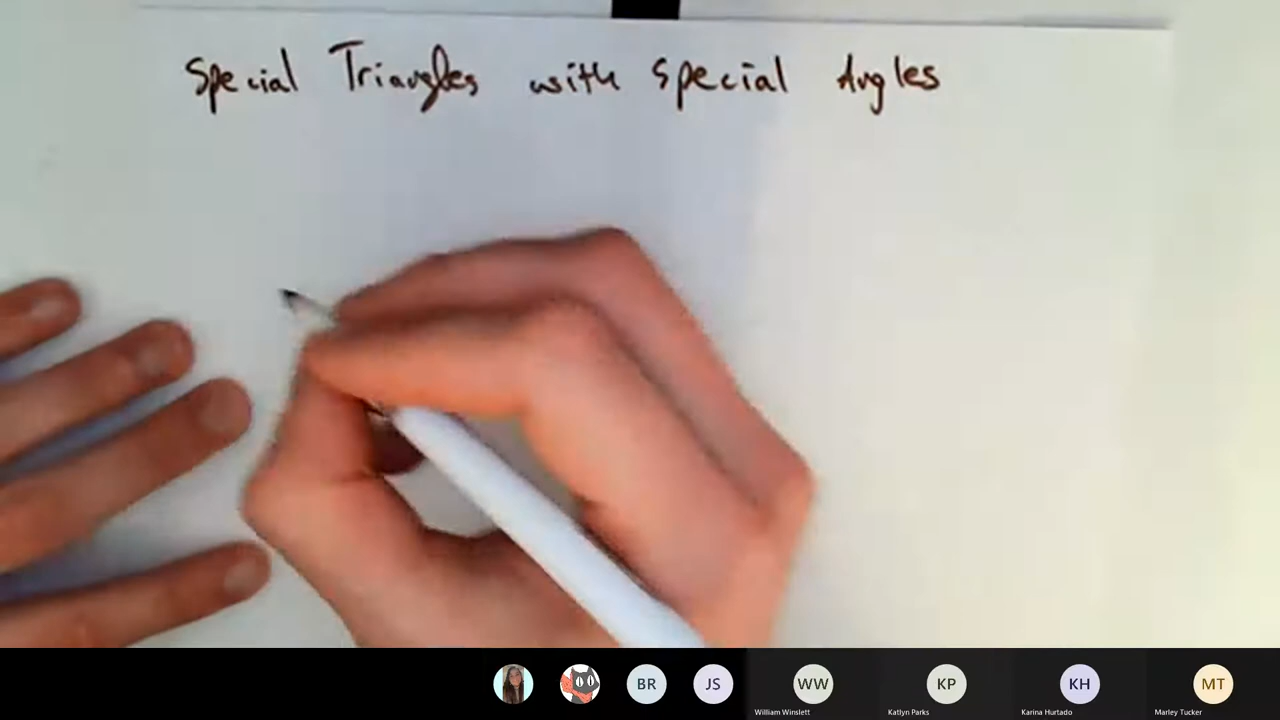 Special Triangles with Special Angles
BR JS WW KP KH MT
William Winslett Katlyn Parks Karina Hurtado Marley Tucker